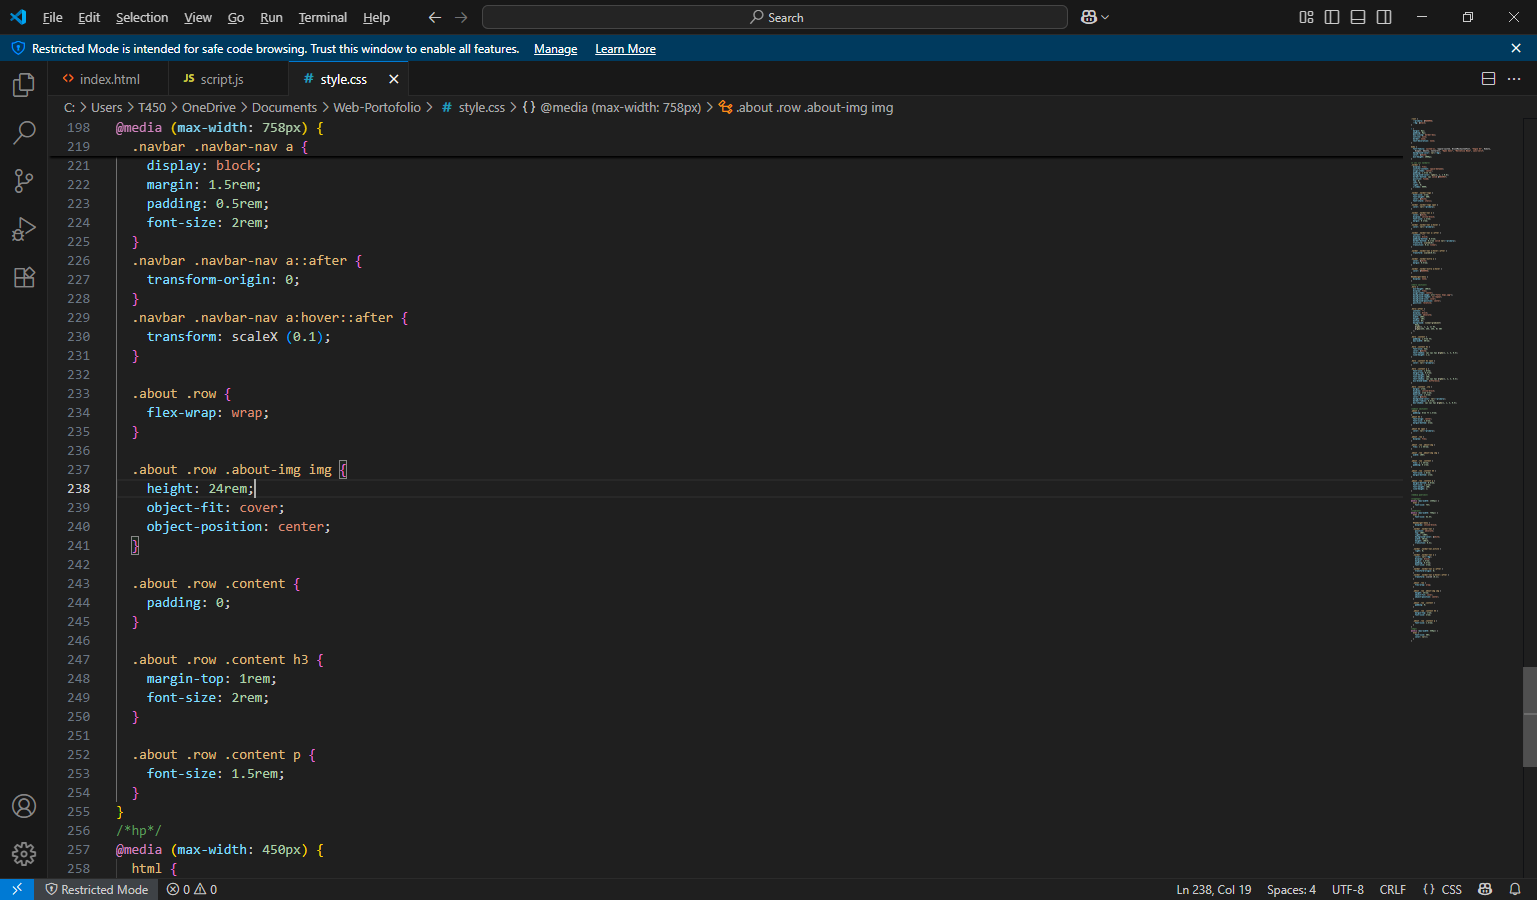 File Edit Selection View Go Run Terminal Help Search
Restricted Mode is intended for safe code browsing. Trust this window to enable all features. Manage Learn More
index.html JS script.js # style.css
C: > Users > T450 > OneDrive > Documents > Web-Portofolio > # style.css > {} @media (max-width: 758px) > .about .row .about-img img
198 @media (max-width: 758px) {
219 .navbar .navbar-nav a {
221 display: block;
222 margin: 1.5rem;
223 padding: 0.5rem;
224 font-size: 2rem;
225 }
226 .navbar .navbar-nav a::after {
227 transform-origin: 0;
228 }
229 .navbar .navbar-nav a:hover::after {
230 transform: scaleX (0.1);
231 }
232
233 .about .row {
234 flex-wrap: wrap;
235 }
236
237 .about .row .about-img img {
238 height: 24rem;
239 object-fit: cover;
240 object-position: center;
241 }
242
243 .about .row .content {
244 padding: 0;
245 }
246
247 .about .row .content h3 {
248 margin-top: 1rem;
249 font-size: 2rem;
250 }
251
252 .about .row .content p {
253 font-size: 1.5rem;
254 }
255 }
256 /*hp*/
257 @media (max-width: 450px) {
258 html {
Restricted Mode 0 0 Ln 238, Col 19 Spaces: 4 UTF-8 CRLF {} CSS